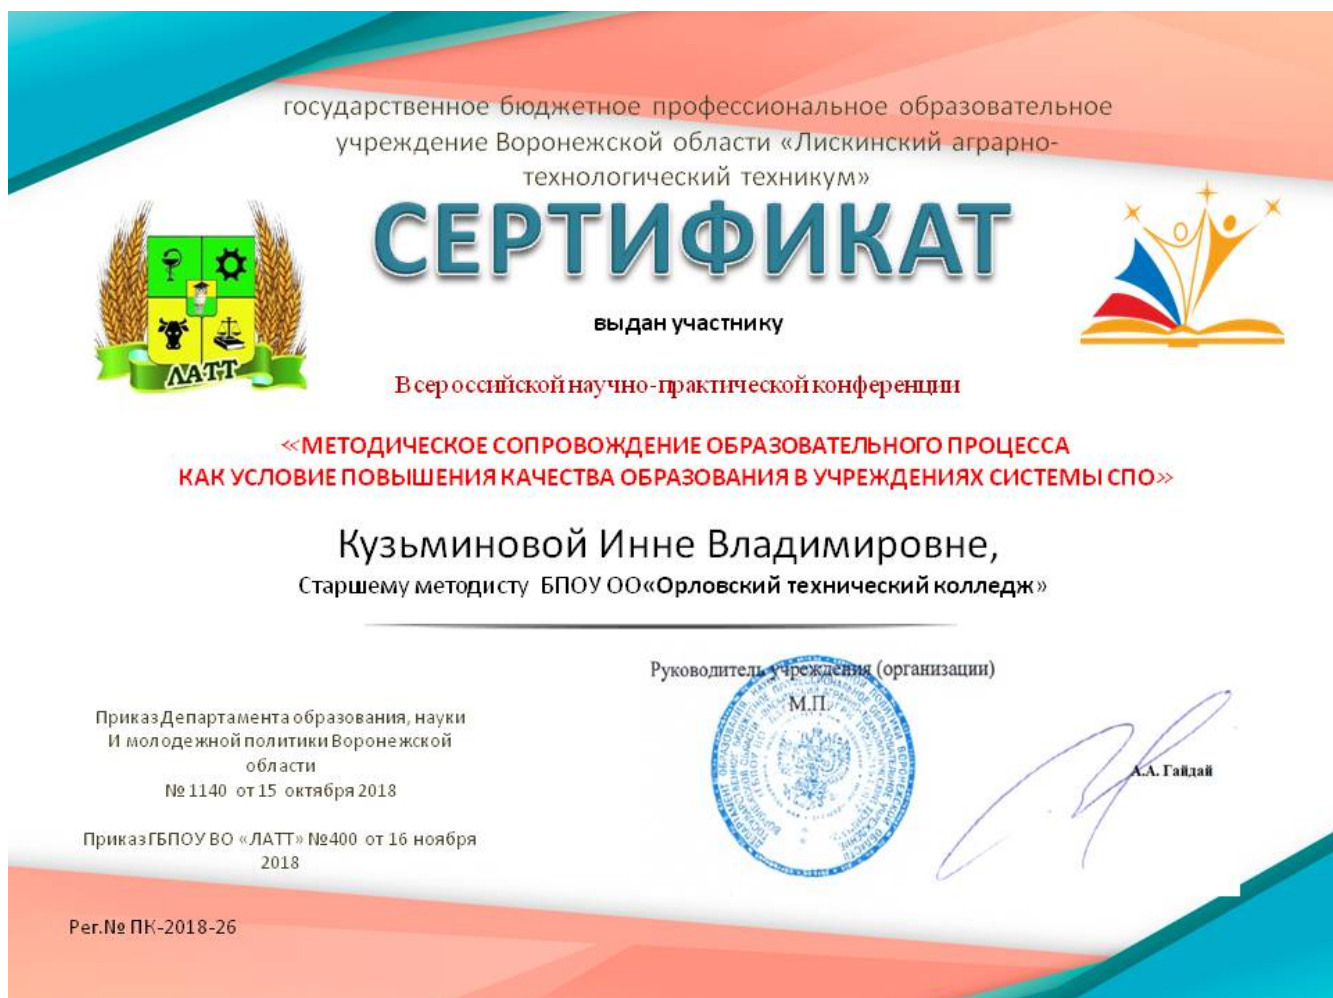 государственное бюджетное профессиональное образовательное
учреждение Воронежской области «Лискинский аграрно-
технологический техникум»
СЕРТИФИКАТ
ЛАТТ
выдан участнику
Всероссийской научно-практической конференции
«МЕТОДИЧЕСКОЕ СОПРОВОЖДЕНИЕ ОБРАЗОВАТЕЛЬНОГО ПРОЦЕССА
КАК УСЛОВИЕ ПОВЫШЕНИЯ КАЧЕСТВА ОБРАЗОВАНИЯ В УЧРЕЖДЕНИЯХ СИСТЕМЫ СПО»
Кузьминовой Инне Владимировне,
Старшему методисту БПОУ ОО«Орловский технический колледж»
Руководитель учреждения (организации)
М.П.
А.А. Гайдай
Приказ Департамента образования, науки
И молодежной политики Воронежской
области
№ 1140 от 15 октября 2018
Приказ ГБПОУ ВО «ЛАТТ» №400 от 16 ноября
2018
Рег.№ ПК-2018-26